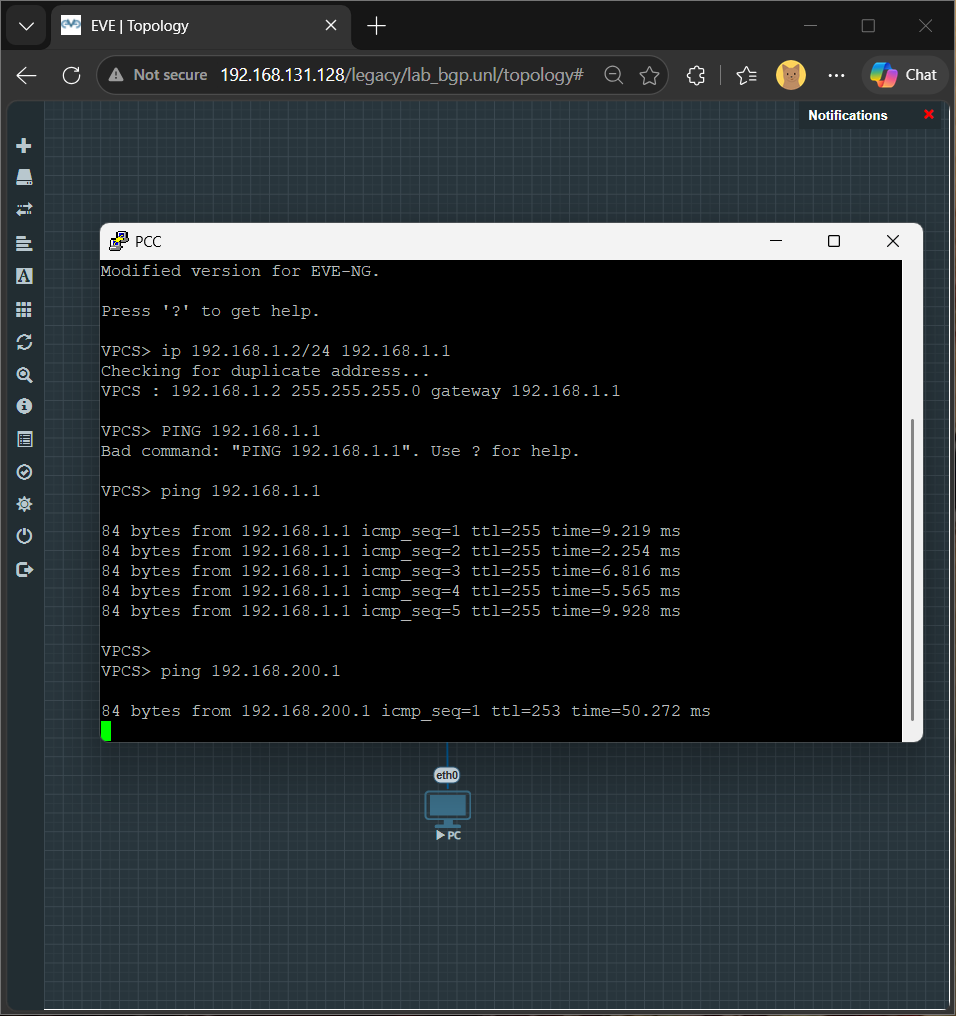 EVE | Topology
Not secure 192.168.131.128/legacy/lab_bgp.unl/topology#
Chat
Notifications
PCC
Modified version for EVE-NG.
Press '?' to get help.
VPCS> ip 192.168.1.2/24 192.168.1.1
Checking for duplicate address...
VPCS : 192.168.1.2 255.255.255.0 gateway 192.168.1.1
VPCS> PING 192.168.1.1
Bad command: "PING 192.168.1.1". Use ? for help.
VPCS> ping 192.168.1.1
84 bytes from 192.168.1.1 icmp_seq=1 ttl=255 time=9.219 ms
84 bytes from 192.168.1.1 icmp_seq=2 ttl=255 time=2.254 ms
84 bytes from 192.168.1.1 icmp_seq=3 ttl=255 time=6.816 ms
84 bytes from 192.168.1.1 icmp_seq=4 ttl=255 time=5.565 ms
84 bytes from 192.168.1.1 icmp_seq=5 ttl=255 time=9.928 ms
VPCS>
VPCS> ping 192.168.200.1
84 bytes from 192.168.200.1 icmp_seq=1 ttl=253 time=50.272 ms
eth0
PC